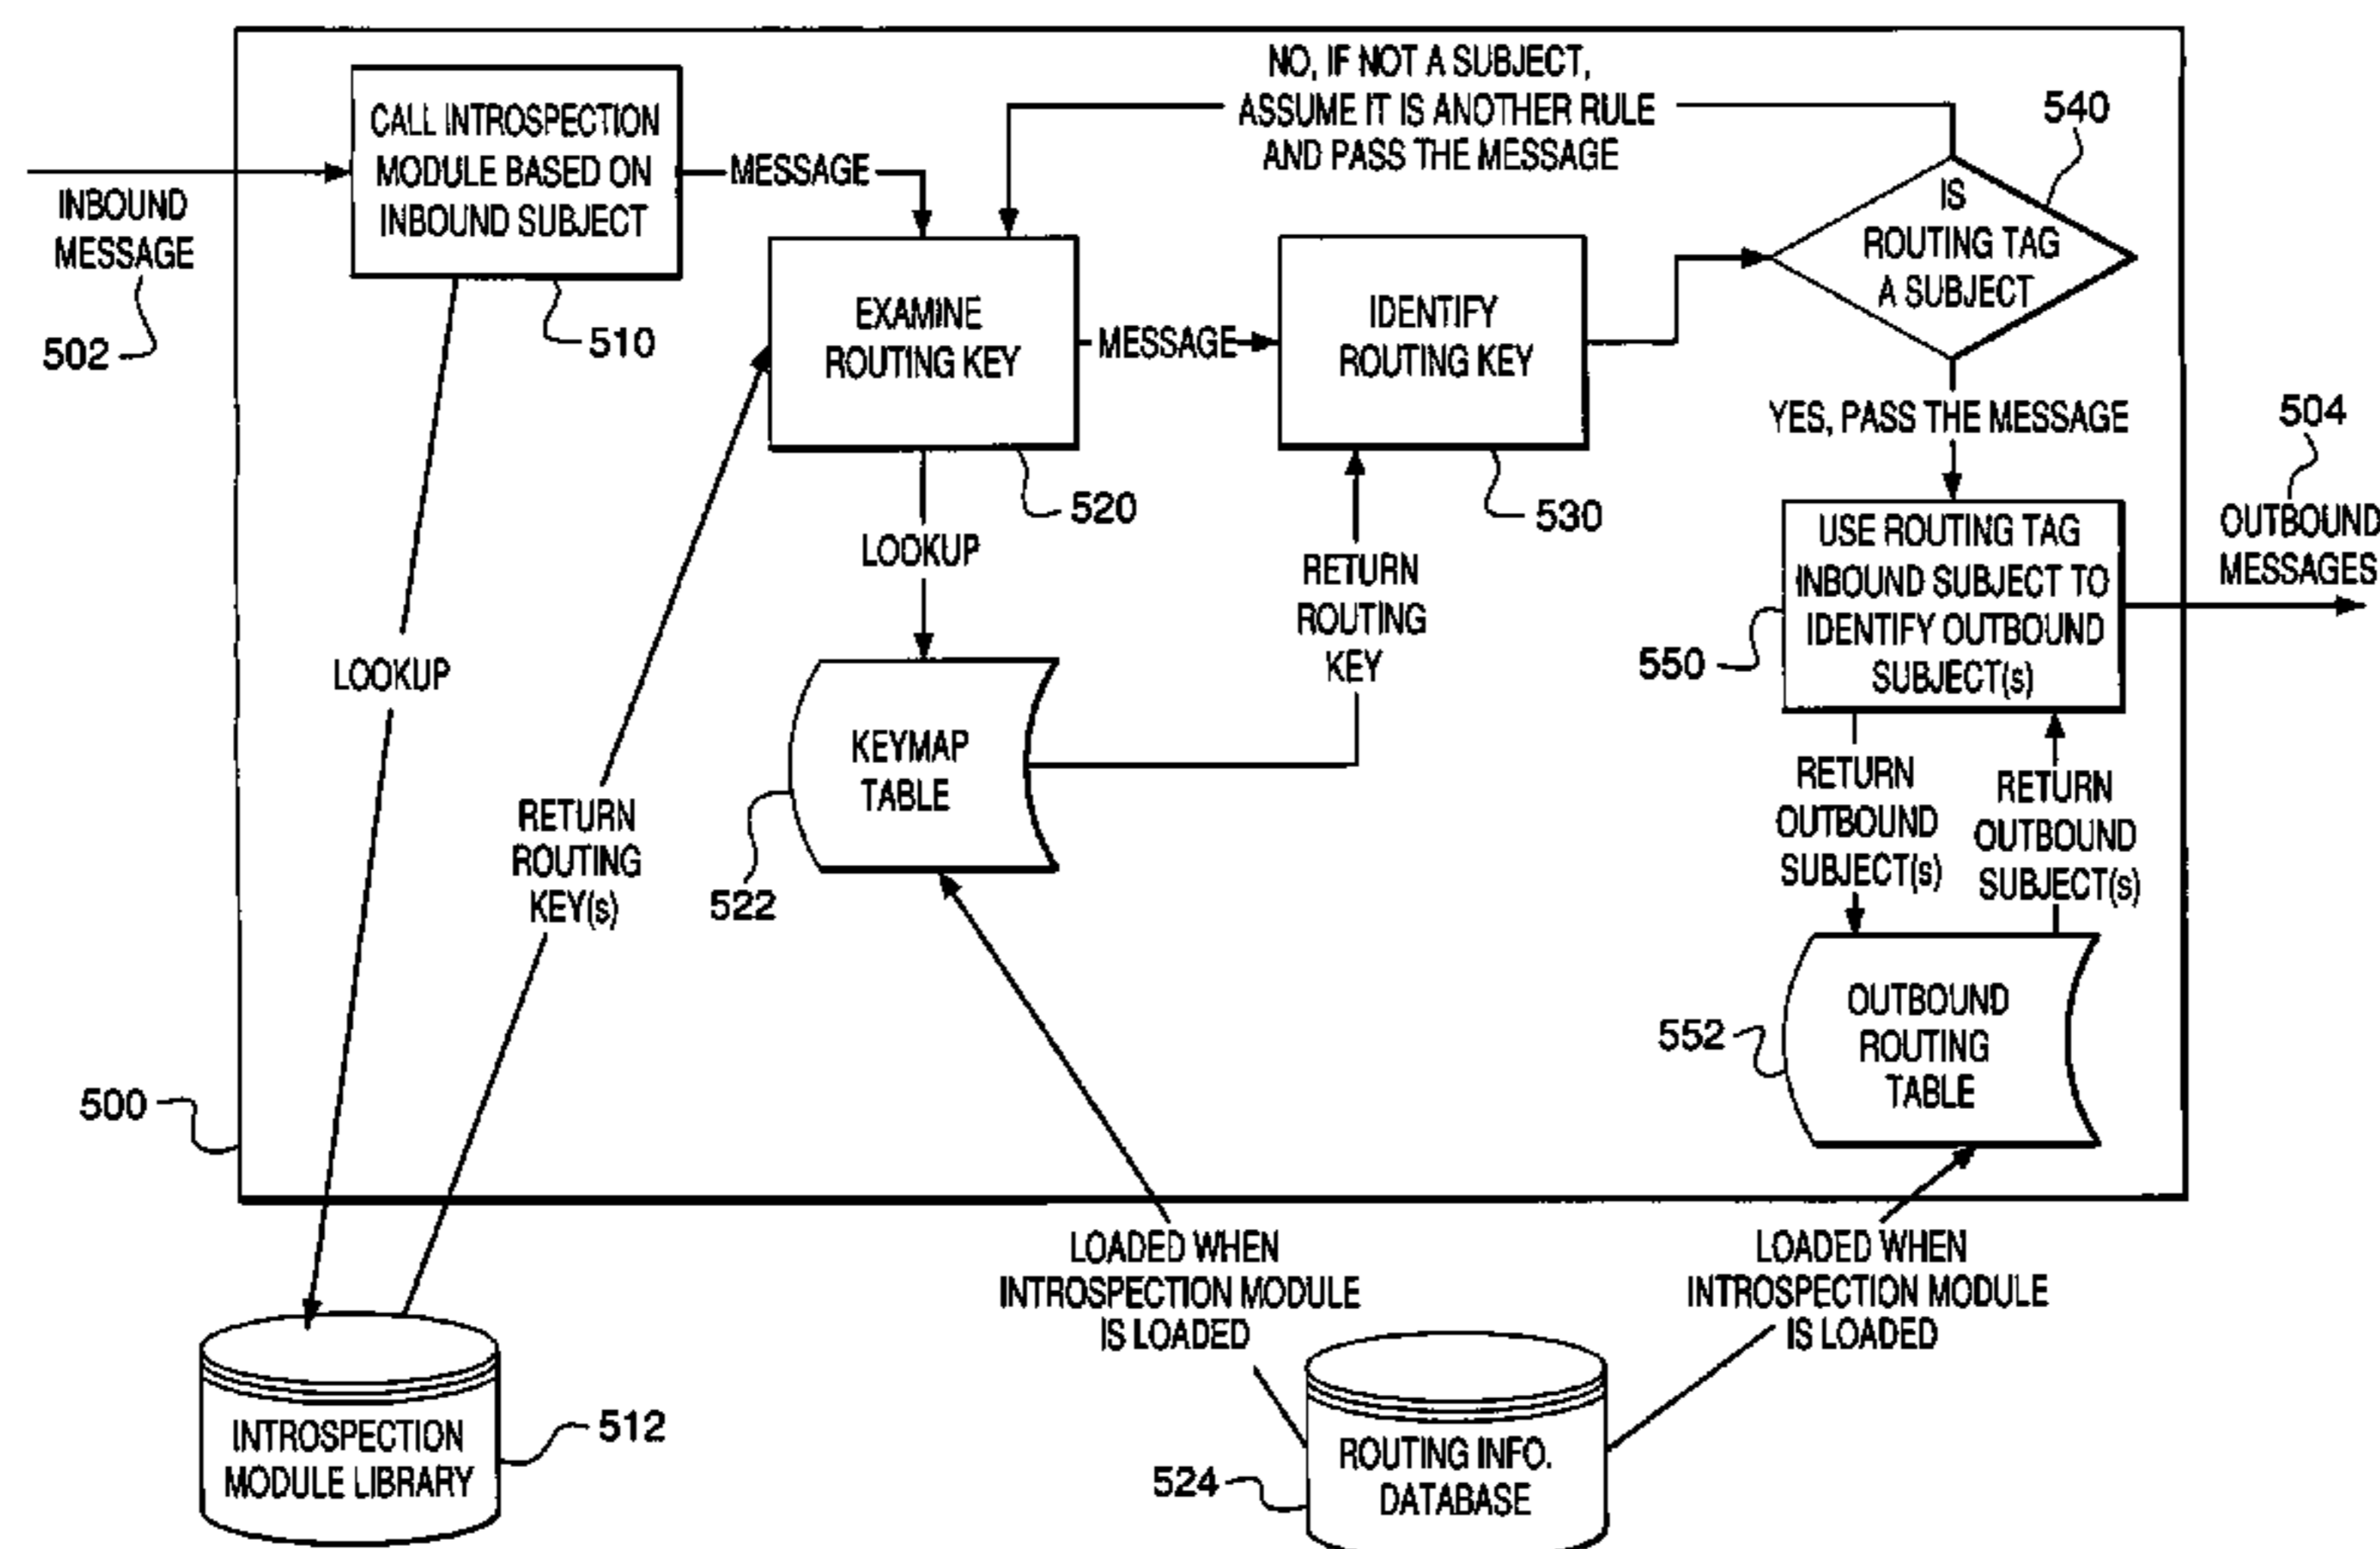 NO, IF NOT A SUBJECT,
ASSUME IT IS ANOTHER RULE
AND PASS THE MESSAGE
540
CALL INTROSPECTION
MODULE BASED ON
INBOUND SUBJECT
MESSAGE
INBOUND
MESSAGE
502
510
IS
ROUTING TAG
A SUBJECT
EXAMINE
ROUTING KEY
MESSAGE
IDENTIFY
ROUTING KEY
520
530
YES, PASS THE MESSAGE
504
OUTBOUND
MESSAGES
LOOKUP
LOOKUP
RETURN
ROUTING
KEY
USE ROUTING TAG
INBOUND SUBJECT TO
IDENTIFY OUTBOUND
SUBJECT(s)
550
KEYMAP
TABLE
522
RETURN
ROUTING
KEY(s)
RETURN
OUTBOUND
SUBJECT(s)
RETURN
OUTBOUND
SUBJECT(s)
OUTBOUND
ROUTING
TABLE
552
500
LOADED WHEN
INTROSPECTION MODULE
IS LOADED
LOADED WHEN
INTROSPECTION MODULE
IS LOADED
INTROSPECTION
MODULE LIBRARY
512
ROUTING INFO.
DATABASE
524